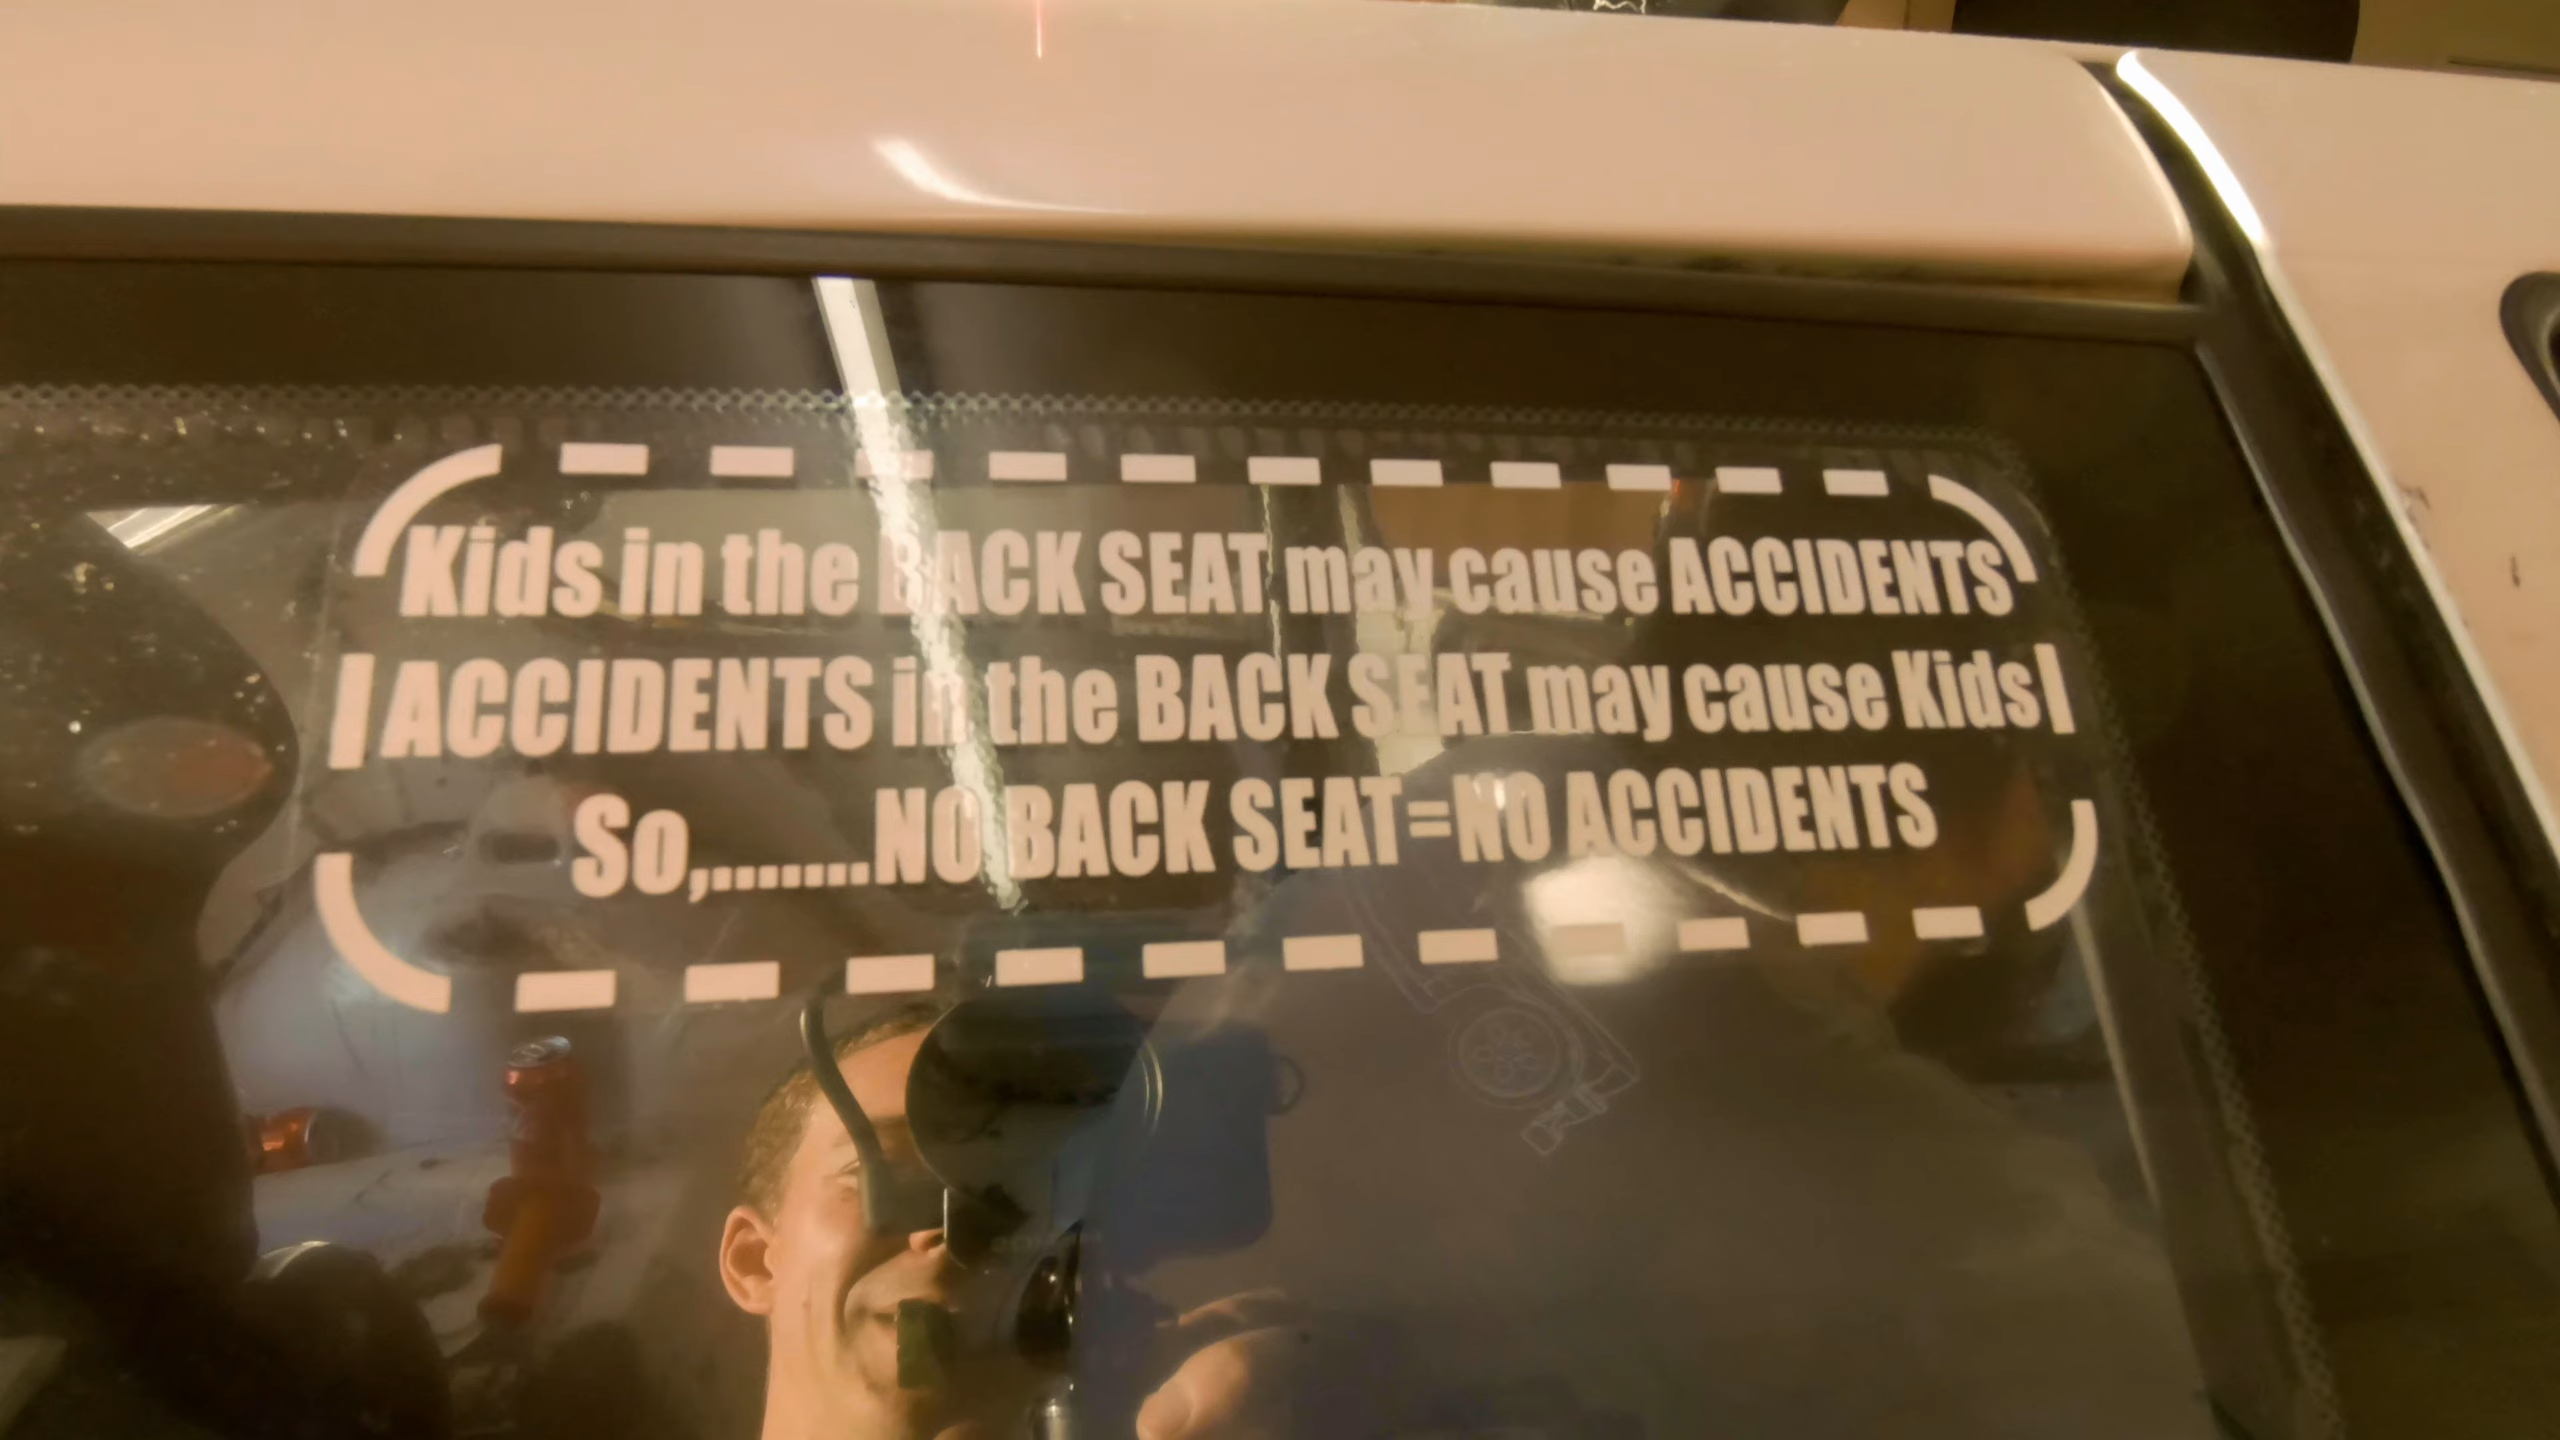 Kids in the BACK SEAT may cause ACCIDENTS
ACCIDENTS in the BACK SEAT may cause Kids
So,.......NO BACK SEAT=NO ACCIDENTS